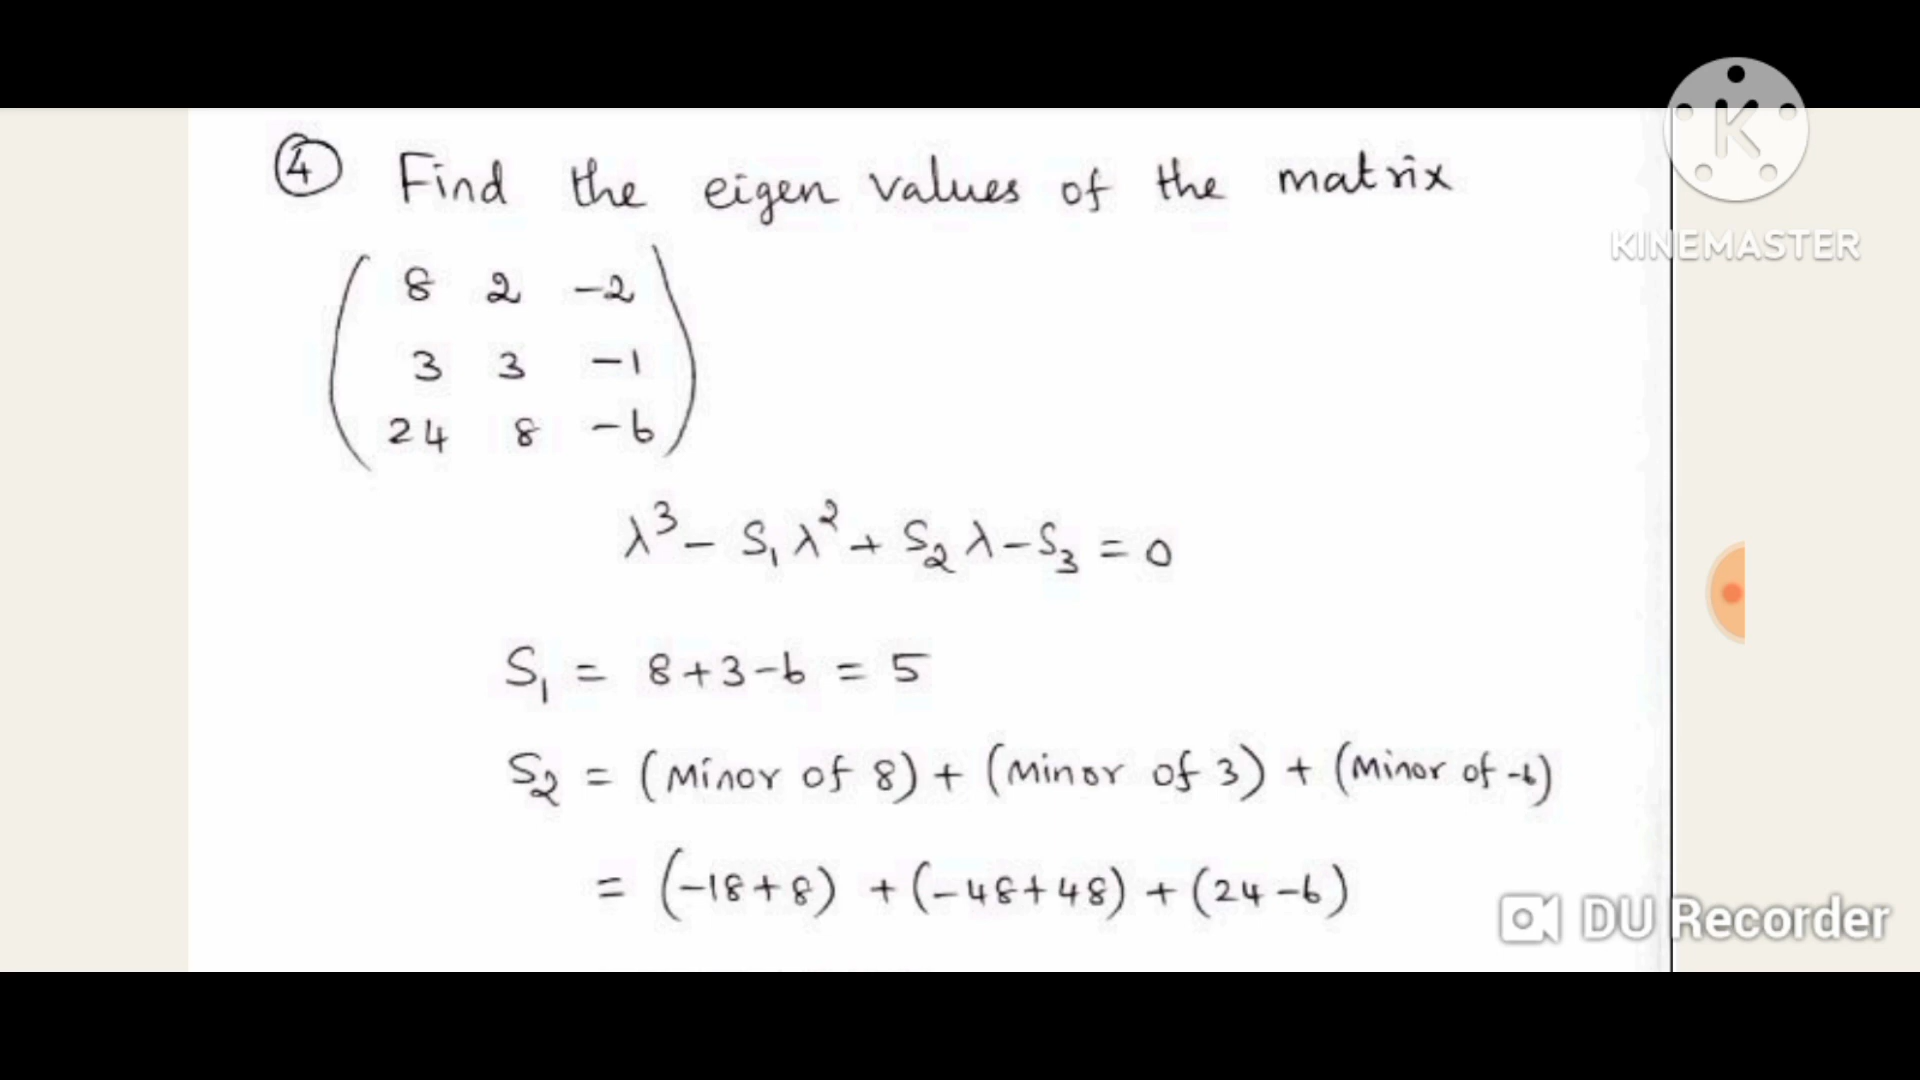 ④ Find the eigen values of the matrix
8 2 -2
3 3 -1
24 8 -6
λ³ - S₁λ² + S₂λ - S₃ = 0
S₁ = 8+3-6 = 5
S₂ = (Minor of 8) + (Minor of 3) + (Minor of -6)
= (-18+8) + (-48+48) + (24-6)
K
KINEMASTER
DU Recorder